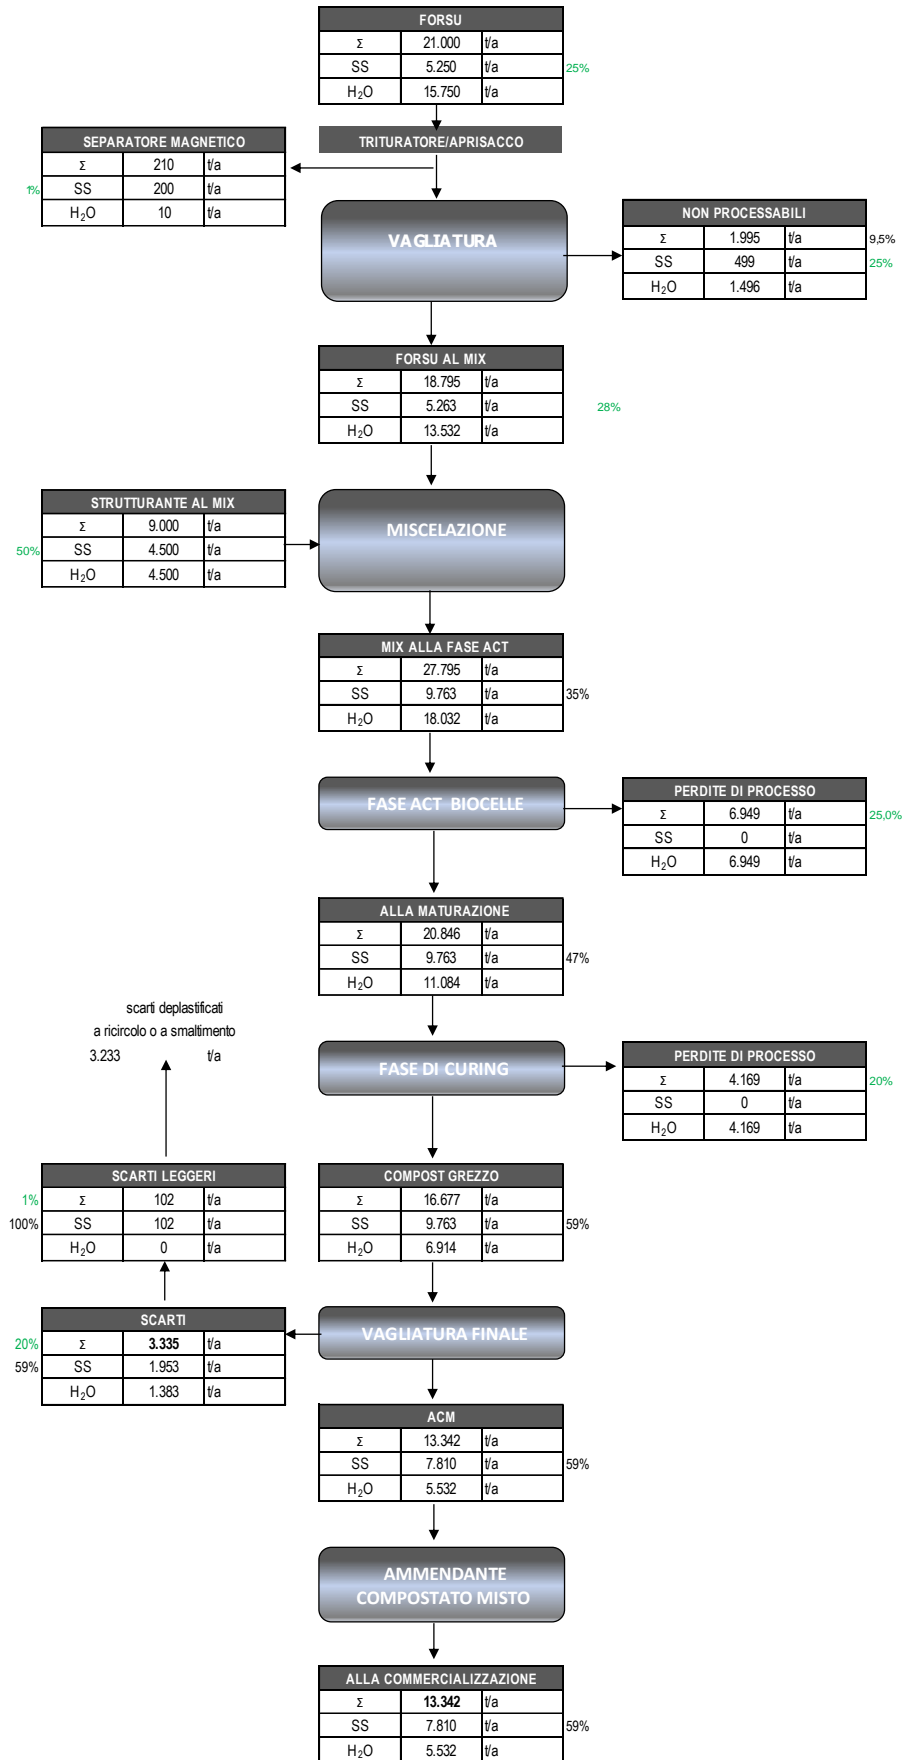 FORSU
Σ 21.000 t/a
SS 5.250 t/a 25%
H₂O 15.750 t/a
TRITURATORE/APRISACCO
SEPARATORE MAGNETICO
Σ 210 t/a
1% SS 200 t/a
H₂O 10 t/a
VAGLIATURA
NON PROCESSABILI
Σ 1.995 t/a 9,5%
SS 499 t/a 25%
H₂O 1.496 t/a
FORSU AL MIX
Σ 18.795 t/a
SS 5.263 t/a 28%
H₂O 13.532 t/a
STRUTTURANTE AL MIX
Σ 9.000 t/a
50% SS 4.500 t/a
H₂O 4.500 t/a
MISCELAZIONE
MIX ALLA FASE ACT
Σ 27.795 t/a
SS 9.763 t/a 35%
H₂O 18.032 t/a
FASE ACT BIOCELLE
PERDITE DI PROCESSO
Σ 6.949 t/a 25,0%
SS 0 t/a
H₂O 6.949 t/a
ALLA MATURAZIONE
Σ 20.846 t/a
SS 9.763 t/a 47%
H₂O 11.084 t/a
scarti deplastificati
a ricircolo o a smaltimento
3.233 t/a
FASE DI CURING
PERDITE DI PROCESSO
Σ 4.169 t/a 20%
SS 0 t/a
H₂O 4.169 t/a
SCARTI LEGGERI
1% Σ 102 t/a
100% SS 102 t/a
H₂O 0 t/a
COMPOST GREZZO
Σ 16.677 t/a
SS 9.763 t/a 59%
H₂O 6.914 t/a
SCARTI
20% Σ 3.335 t/a
59% SS 1.953 t/a
H₂O 1.383 t/a
VAGLIATURA FINALE
ACM
Σ 13.342 t/a
SS 7.810 t/a 59%
H₂O 5.532 t/a
AMMENDANTE
COMPOSTATO MISTO
ALLA COMMERCIALIZZAZIONE
Σ 13.342 t/a
SS 7.810 t/a 59%
H₂O 5.532 t/a